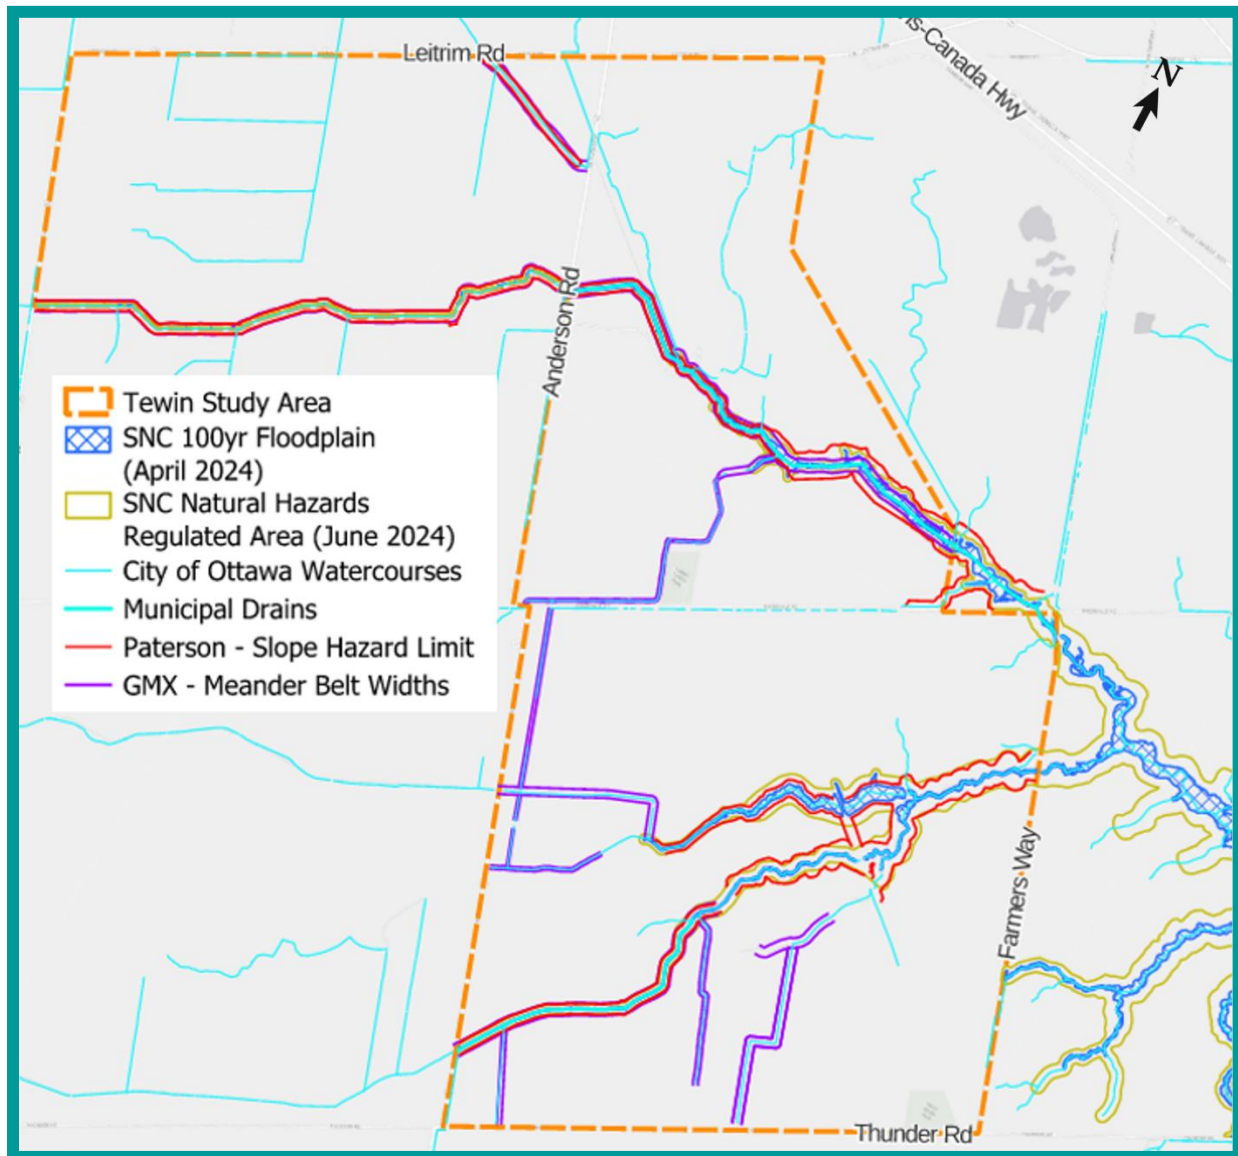 Leitrim Rd
ns-Canada Hwy
N
Anderson Rd
Tewin Study Area
SNC 100yr Floodplain
(April 2024)
SNC Natural Hazards
Regulated Area (June 2024)
City of Ottawa Watercourses
Municipal Drains
Paterson - Slope Hazard Limit
GMX - Meander Belt Widths
Farmers Way
Thunder Rd